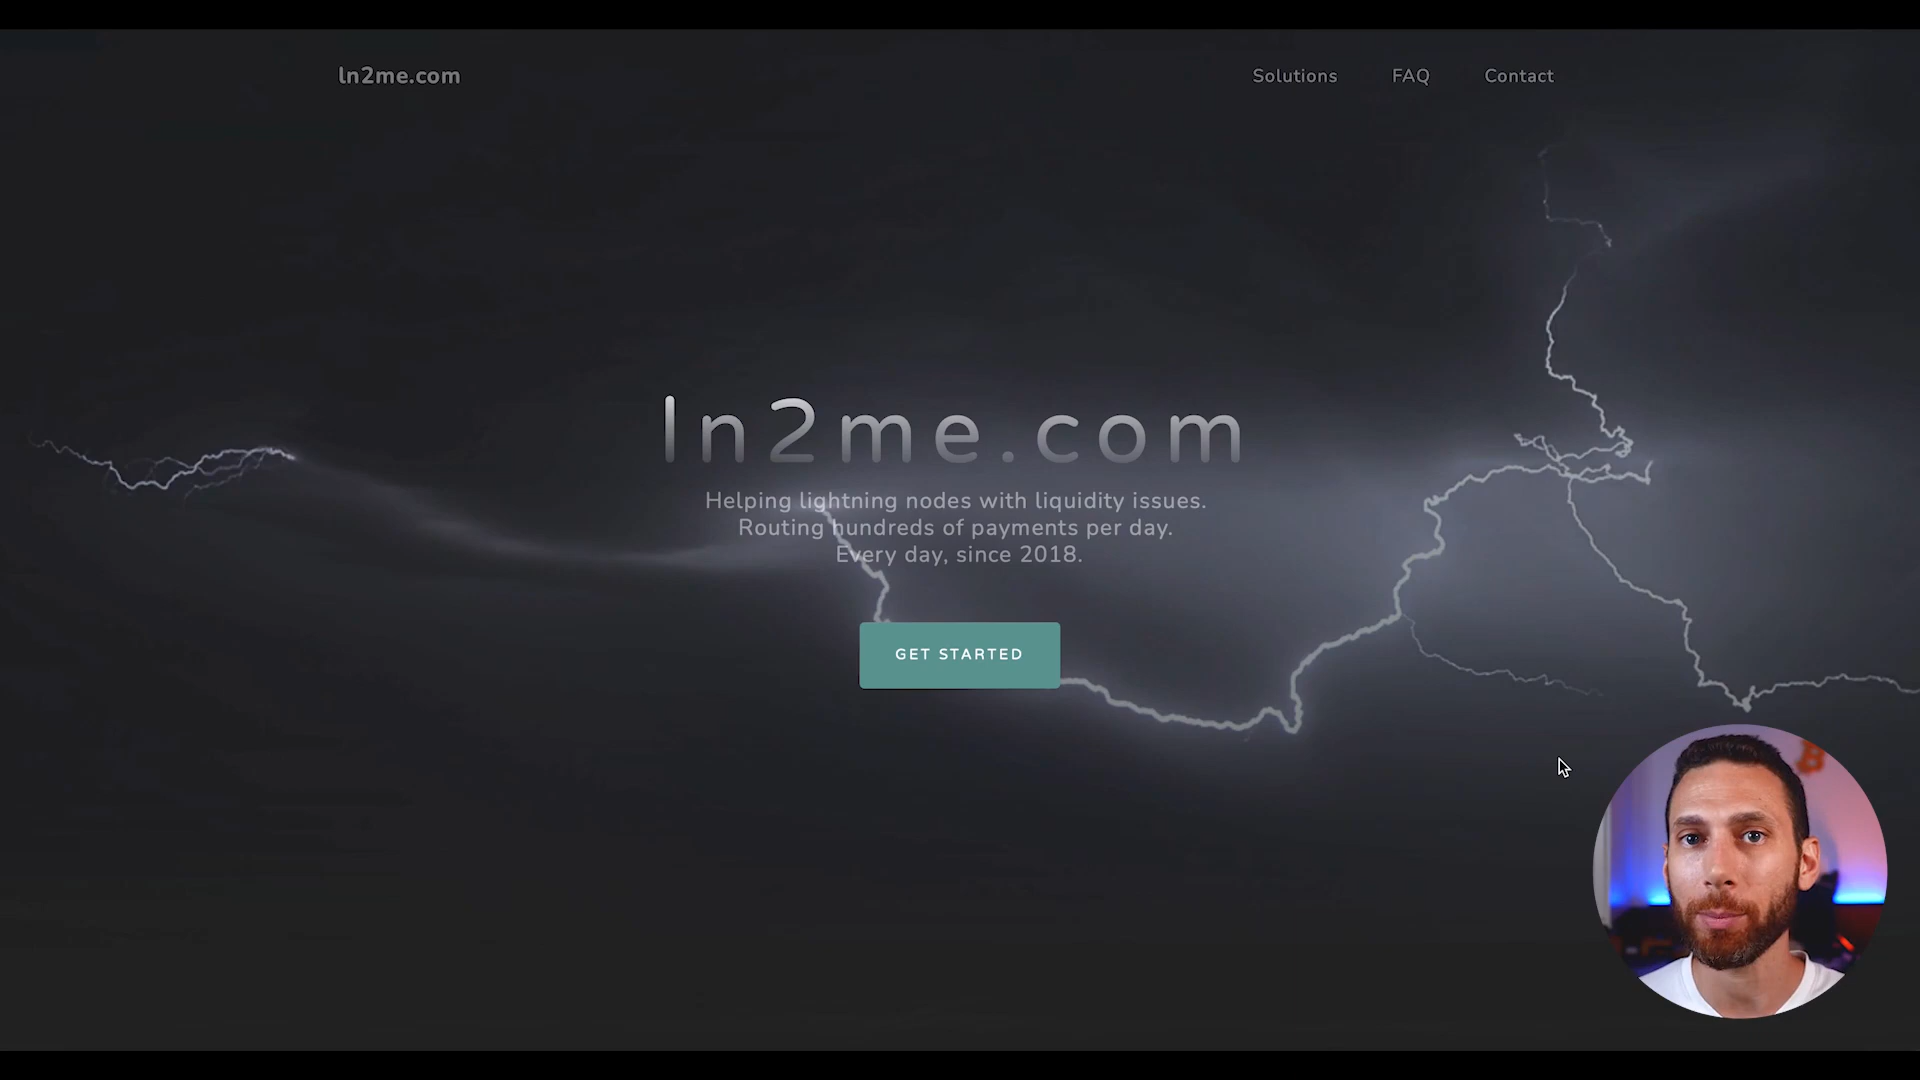 ln2me.com
Solutions FAQ Contact
ln2me.com
Helping lightning nodes with liquidity issues.
Routing hundreds of payments per day.
Every day, since 2018.
GET STARTED